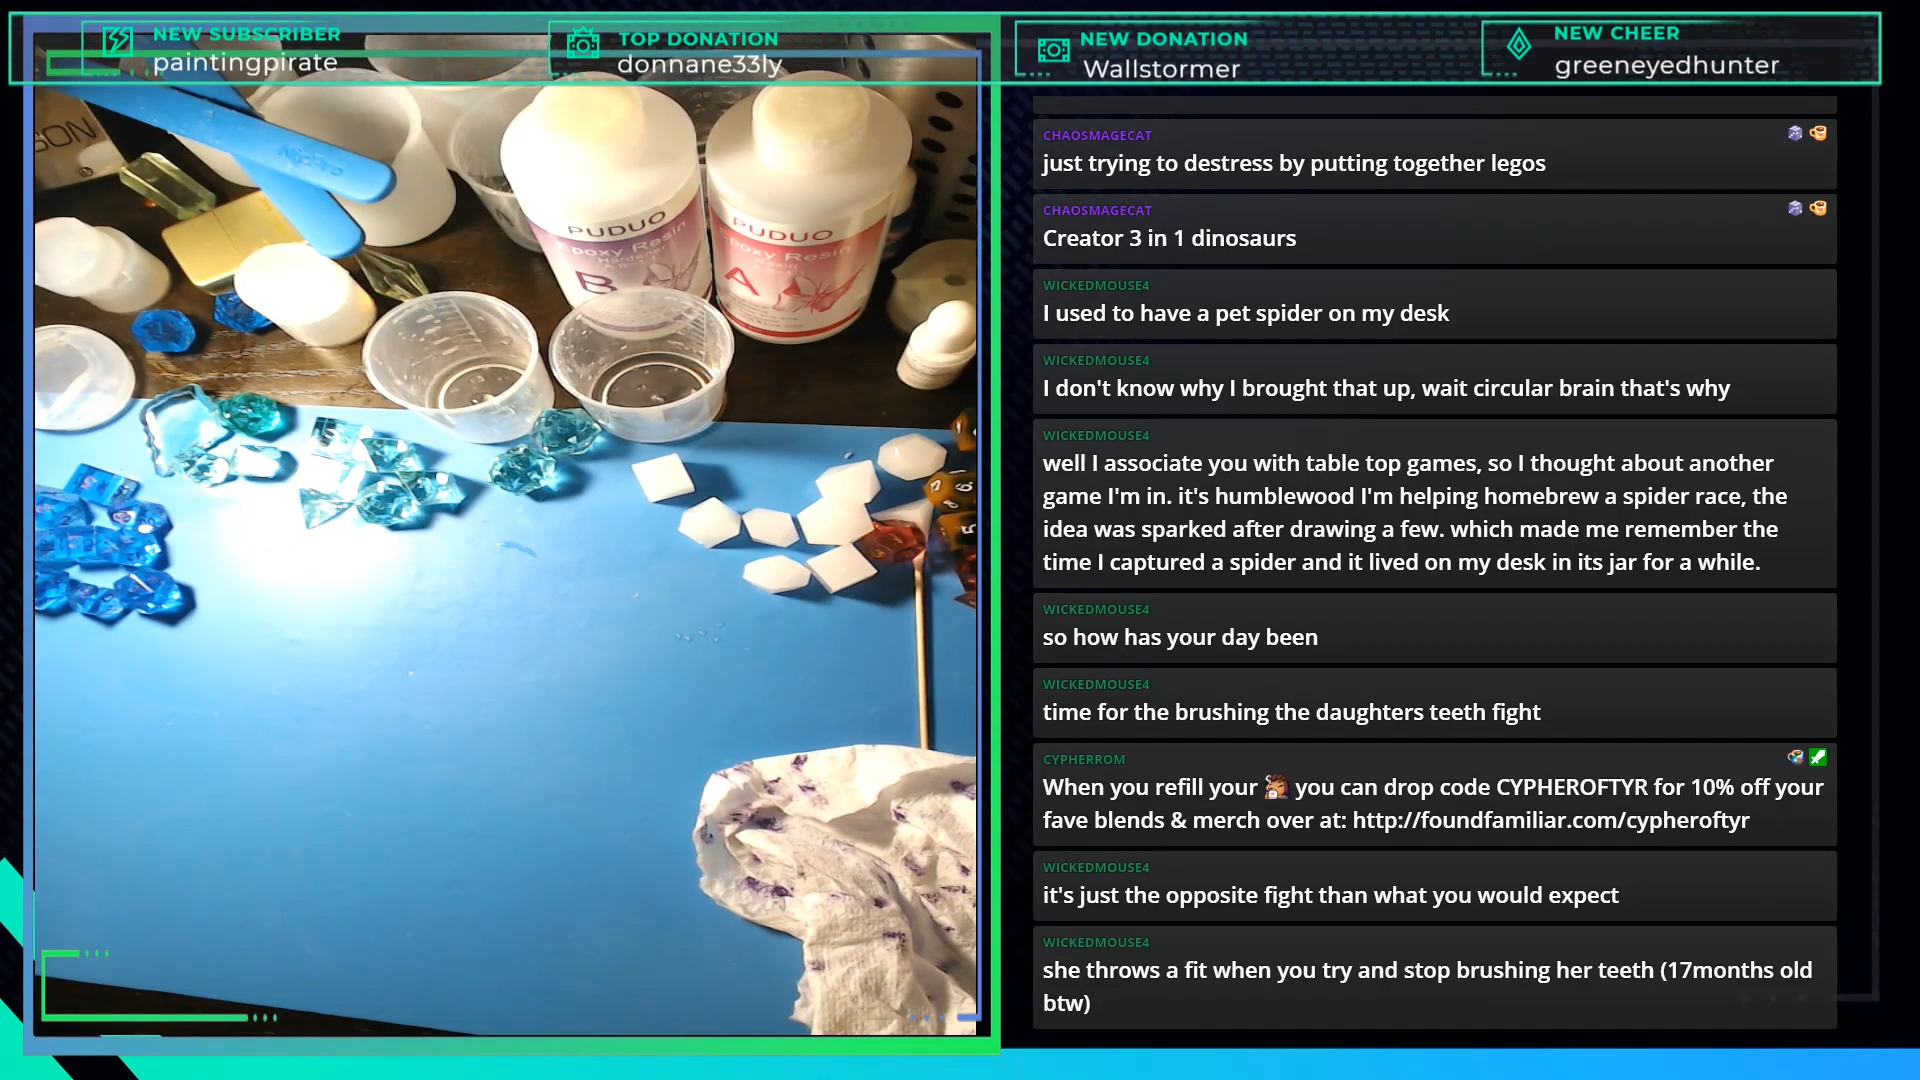 NEW SUBSCRIBER
paintingpirate
TOP DONATION
donnane33ly
NEW DONATION
Wallstormer
NEW CHEER
greeneyedhunter
PUDUO
Epoxy Resin
Hardener
B
PUDUO
Epoxy Resin
Resin
A
CHAOSMAGECAT
just trying to destress by putting together legos
CHAOSMAGECAT
Creator 3 in 1 dinosaurs
WICKEDMOUSE4
I used to have a pet spider on my desk
WICKEDMOUSE4
I don't know why I brought that up, wait circular brain that's why
WICKEDMOUSE4
well I associate you with table top games, so I thought about another
game I'm in. it's humblewood I'm helping homebrew a spider race, the
idea was sparked after drawing a few. which made me remember the
time I captured a spider and it lived on my desk in its jar for a while.
WICKEDMOUSE4
so how has your day been
WICKEDMOUSE4
time for the brushing the daughters teeth fight
CYPHERROM
When you refill your you can drop code CYPHEROFTYR for 10% off your
fave blends & merch over at: http://foundfamiliar.com/cypheroftyr
WICKEDMOUSE4
it's just the opposite fight than what you would expect
WICKEDMOUSE4
she throws a fit when you try and stop brushing her teeth (17months old
btw)